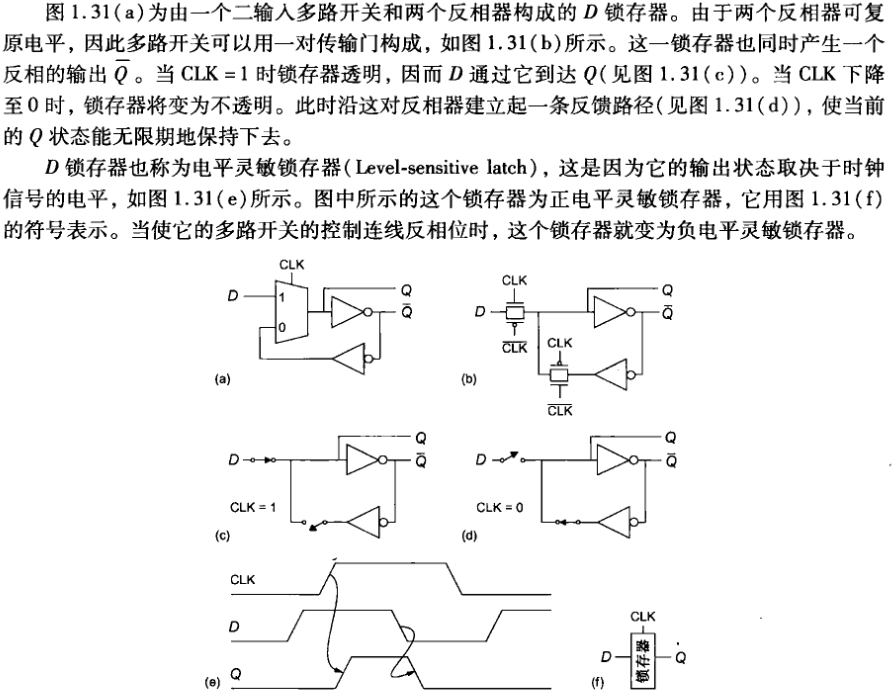 图 1.31(a)为由一个二输入多路开关和两个反相器构成的 D 锁存器。由于两个反相器可复
原电平，因此多路开关可以用一对传输门构成，如图 1.31(b)所示。这一锁存器也同时产生一个
反相的输出 Q̅ 。当 CLK = 1 时锁存器透明，因而 D 通过它到达 Q(见图 1.31(c))。当 CLK 下降
至 0 时，锁存器将变为不透明。此时沿这对反相器建立起一条反馈路径(见图 1.31(d))，使当前
的 Q 状态能无限期地保持下去。
D 锁存器也称为电平灵敏锁存器(Level-sensitive latch)，这是因为它的输出状态取决于时钟
信号的电平，如图 1.31(e)所示。图中所示的这个锁存器为正电平灵敏锁存器，它用图 1.31(f)
的符号表示。当使它的多路开关的控制连线反相位时，这个锁存器就变为负电平灵敏锁存器。
CLK
D
1
0
Q
Q̅
(a)
CLK
D
C̅L̅K̅
CLK
C̅L̅K̅
Q
Q̅
(b)
D
Q
Q̅
CLK = 1
(c)
D
Q
Q̅
CLK = 0
(d)
CLK
D
Q
(e)
CLK
D
锁存器
Q
(f)